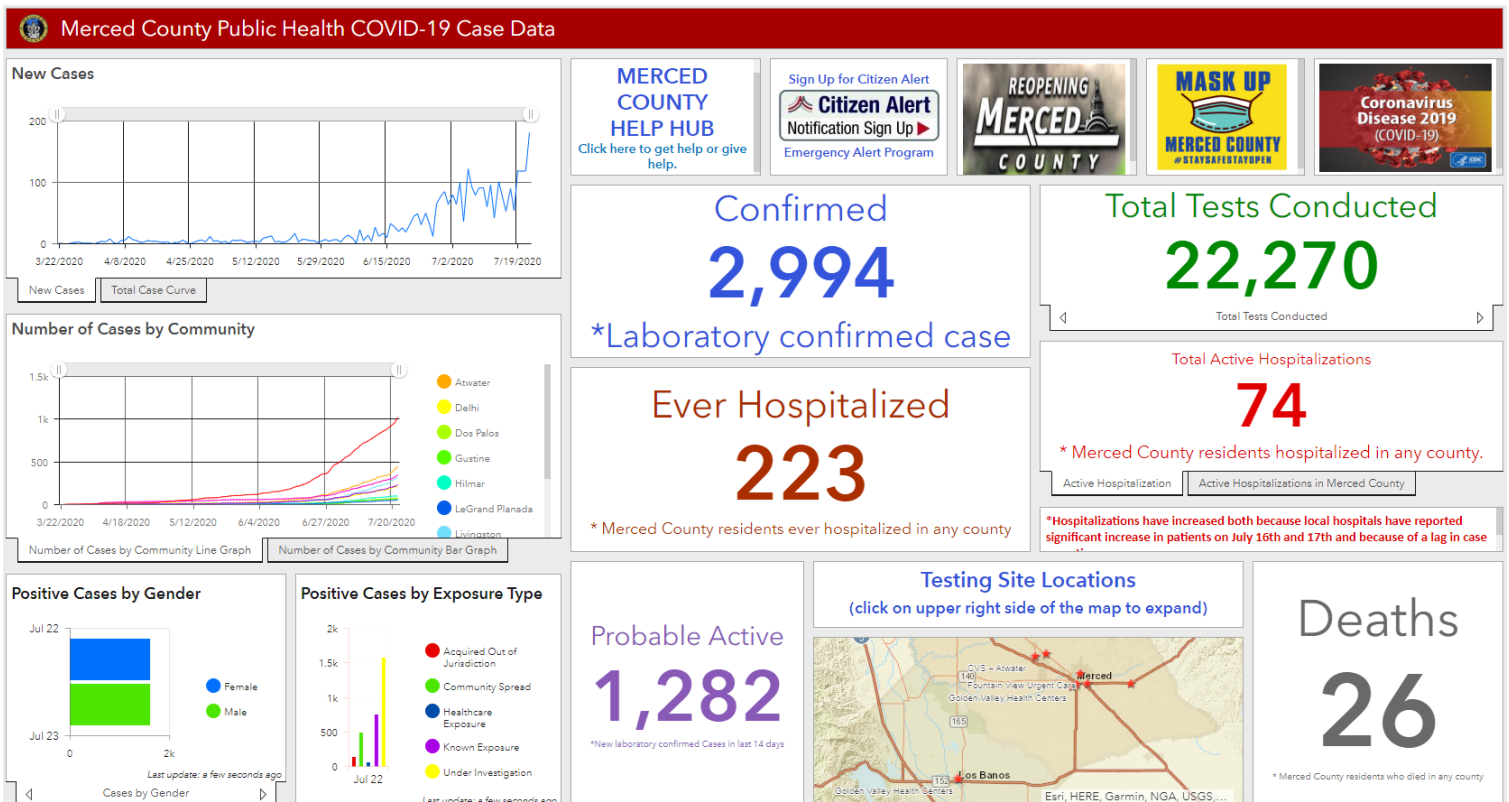 Merced County Public Health COVID-19 Case Data
New Cases
200
100
0
3/22/2020 4/8/2020 4/25/2020 5/12/2020 5/29/2020 6/15/2020 7/2/2020 7/19/2020
New Cases
Total Case Curve
MERCED
COUNTY
HELP HUB
Click here to get help or give
help.
Sign Up for Citizen Alert
Citizen Alert
Notification Sign Up
Emergency Alert Program
REOPENING
MERCED
COUNTY
MASK UP
MERCED COUNTY
#STAYSAFESTAYOPEN
Coronavirus
Disease 2019
(COVID-19)
CDC
Confirmed
2,994
*Laboratory confirmed case
Total Tests Conducted
22,270
Total Tests Conducted
Number of Cases by Community
1.5k
1k
500
0
3/22/2020 4/18/2020 5/12/2020 6/4/2020 6/27/2020 7/20/2020
Atwater
Delhi
Dos Palos
Gustine
Hilmar
LeGrand Planada
Livingston
Number of Cases by Community Line Graph
Number of Cases by Community Bar Graph
Ever Hospitalized
223
* Merced County residents ever hospitalized in any county
Total Active Hospitalizations
74
* Merced County residents hospitalized in any county.
Active Hospitalization
Active Hospitalizations in Merced County
*Hospitalizations have increased both because local hospitals have reported
significant increase in patients on July 16th and 17th and because of a lag in case
Positive Cases by Gender
Jul 22
Jul 23
0 2k
Female
Male
Last update: a few seconds ago
Cases by Gender
Positive Cases by Exposure Type
2k
1.5k
1k
500
0
Jul 22
Acquired Out of
Jurisdiction
Community Spread
Healthcare
Exposure
Known Exposure
Under Investigation
Last update: a few seconds ago
Probable Active
1,282
*New laboratory confirmed Cases in last 14 days
Testing Site Locations
(click on upper right side of the map to expand)
CVS – Atwater
140
Merced
Fountain View Urgent Care
Golden Valley Health Centers
165
152
Los Banos
Golden Valley Health Centers
Esri, HERE, Garmin, NGA, USGS,...
Deaths
26
* Merced County residents who died in any county